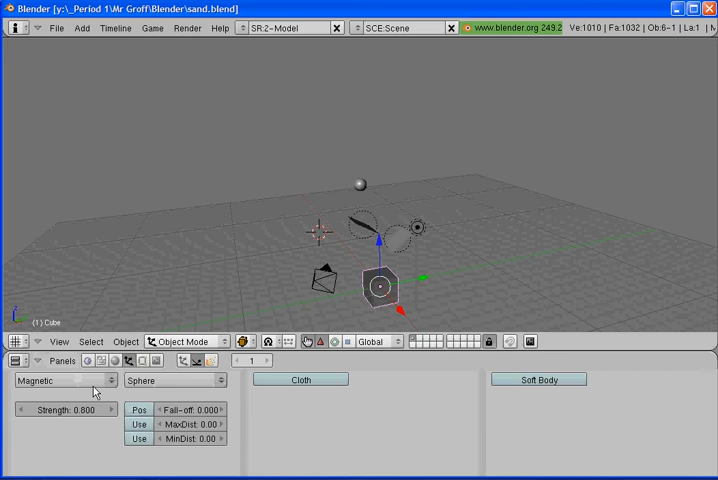 Blender [y:\_Period 1\Mr Groff\Blender\sand.blend]
File Add Timeline Game Render Help SR:2-Model SCE:Scene www.blender.org 249.2 Ve:1010 | Fa:1032 | Ob:6-1 | La:1 | M
z
(1) Cube
View Select Object Object Mode Global
Panels 1
Magnetic Sphere Cloth Soft Body
Strength: 0.800 Pos Fall-off: 0.000
Use MaxDist: 0.00
Use MinDist: 0.00